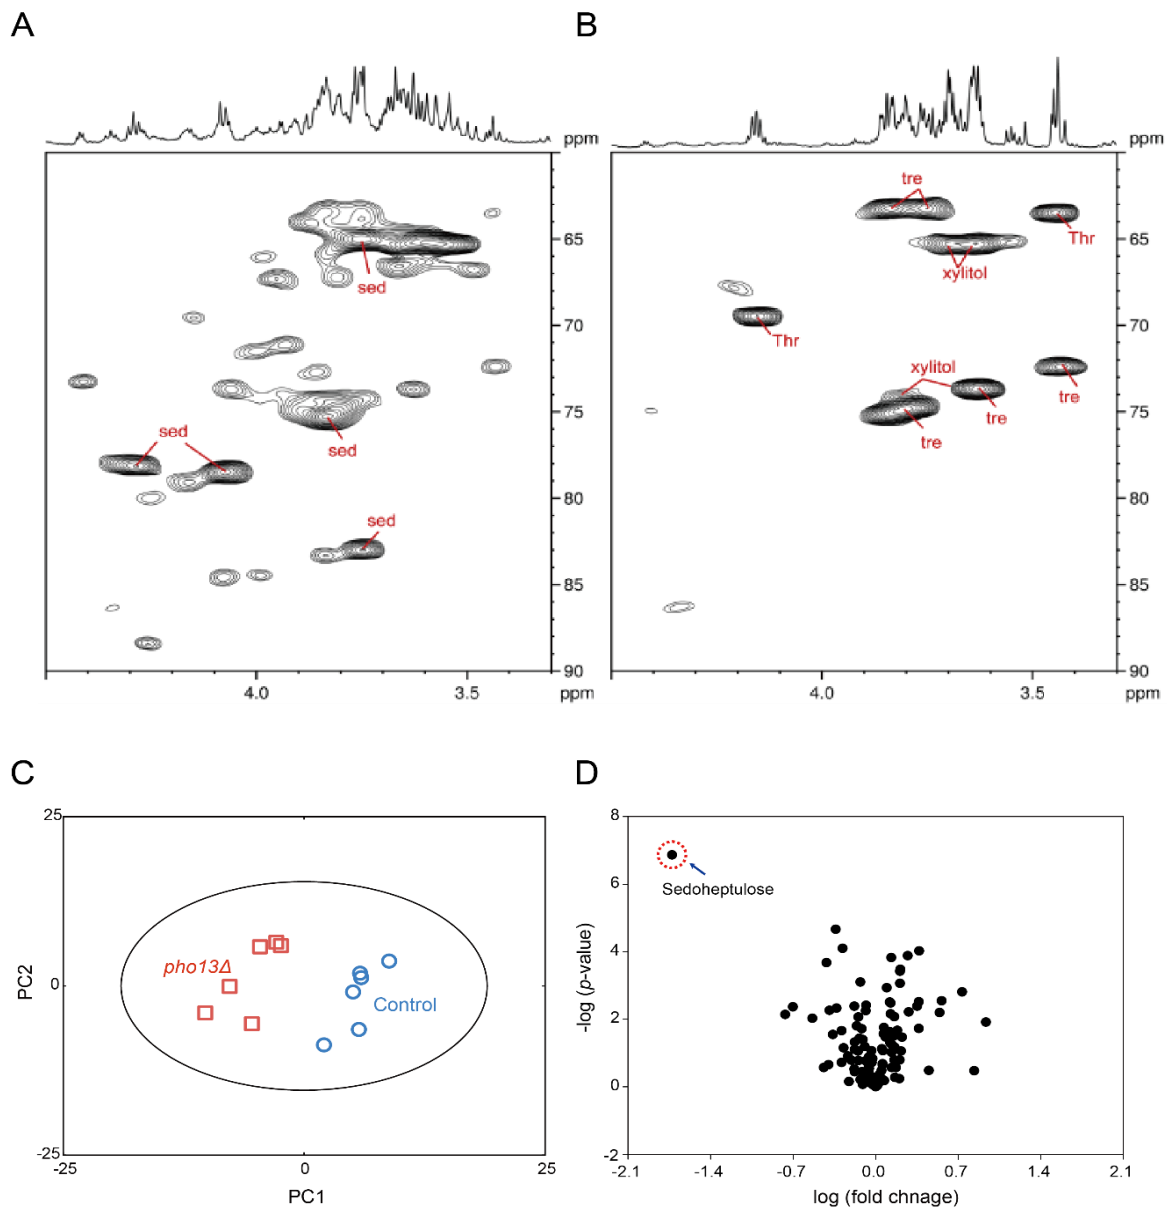 A
B
ppm
ppm
sed
65
70
75
80
85
90
sed
sed
sed
4.0
3.5
ppm
tre
Thr
xylitol
Thr
xylitol
tre
tre
tre
65
70
75
80
85
90
4.0
3.5
ppm
C
D
25
0
-25
PC2
pho13Δ
Control
-25
0
25
PC1
8
6
4
2
0
-2
-log (p-value)
Sedoheptulose
-2.1
-1.4
-0.7
0.0
0.7
1.4
2.1
log (fold chnage)